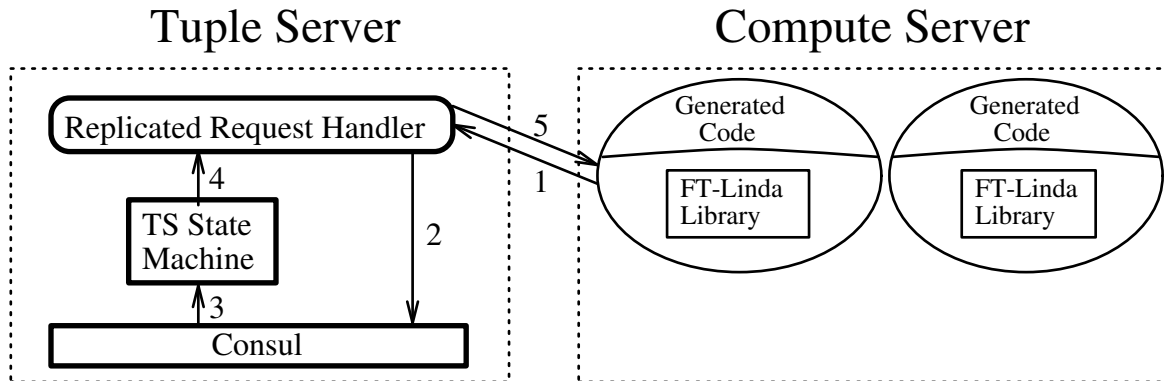 Tuple Server
Compute Server
Replicated Request Handler
5
1
4
2
TS State
Machine
3
Consul
Generated
Code
FT-Linda
Library
Generated
Code
FT-Linda
Library